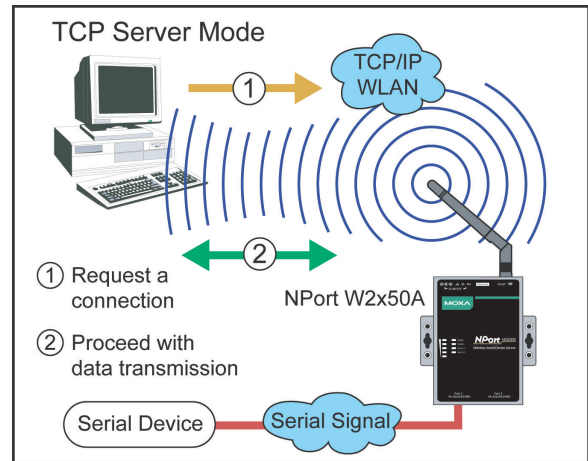 TCP Server Mode
TCP/IP
WLAN
1
2
1 Request a
connection
NPort W2x50A
2 Proceed with
data transmission
MOXA
NPort
Serial Device
Serial Signal